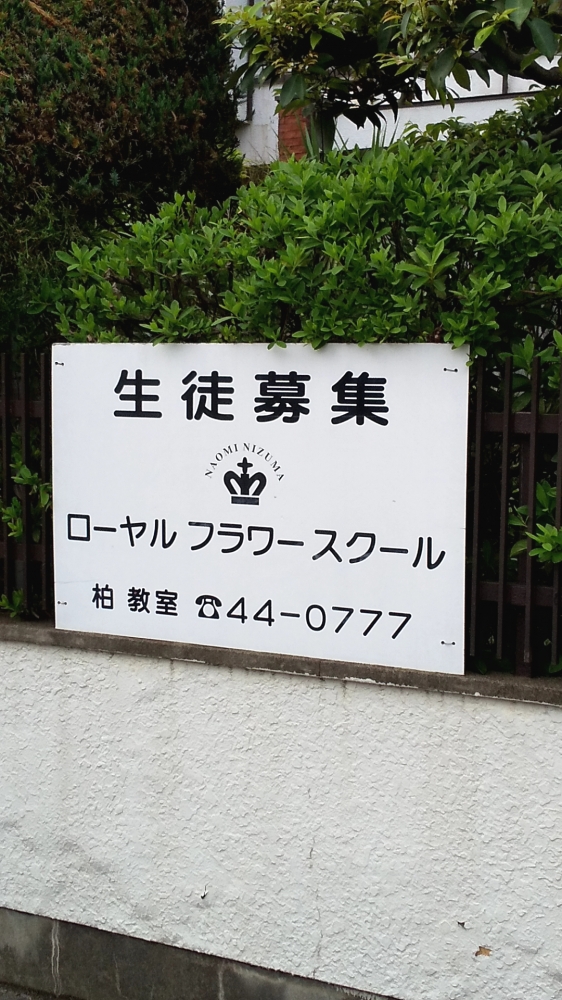 生徒募集
NAOMI NIZUMA
ローヤル フラワースクール
柏 教室 ☎44-0777